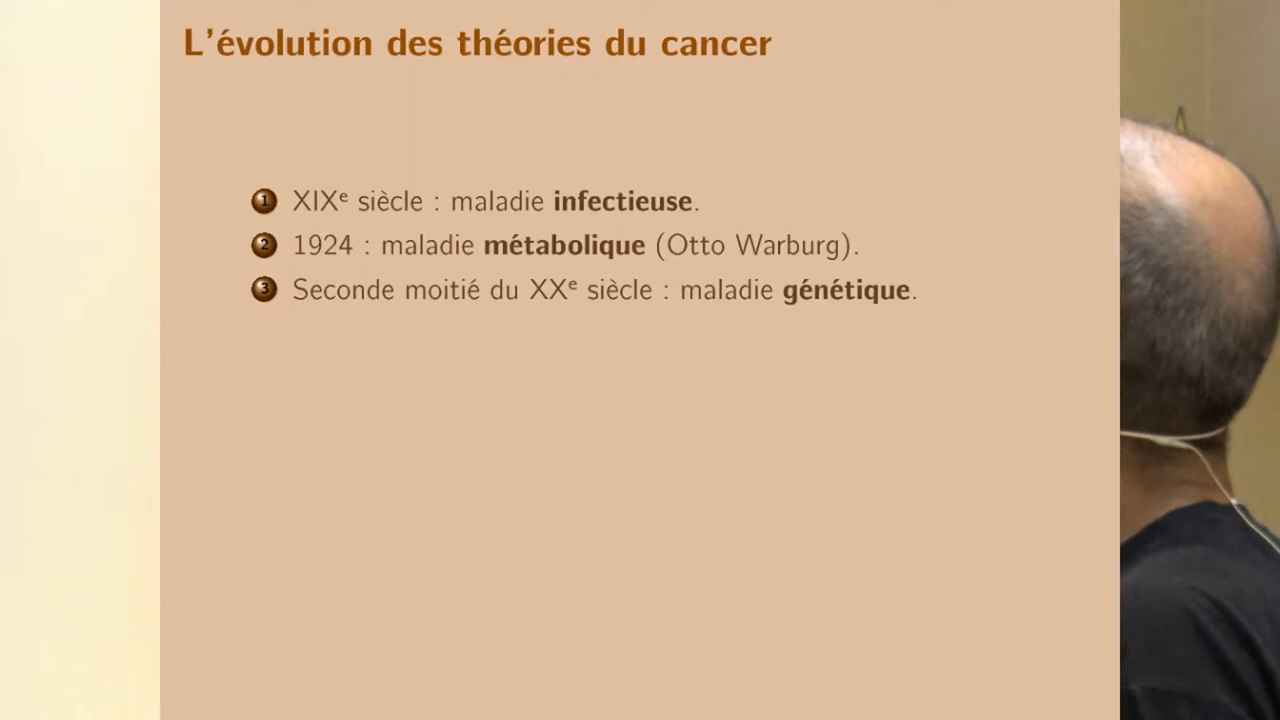 L'évolution des théories du cancer
1 XIXᵉ siècle : maladie infectieuse.
2 1924 : maladie métabolique (Otto Warburg).
3 Seconde moitié du XXᵉ siècle : maladie génétique.